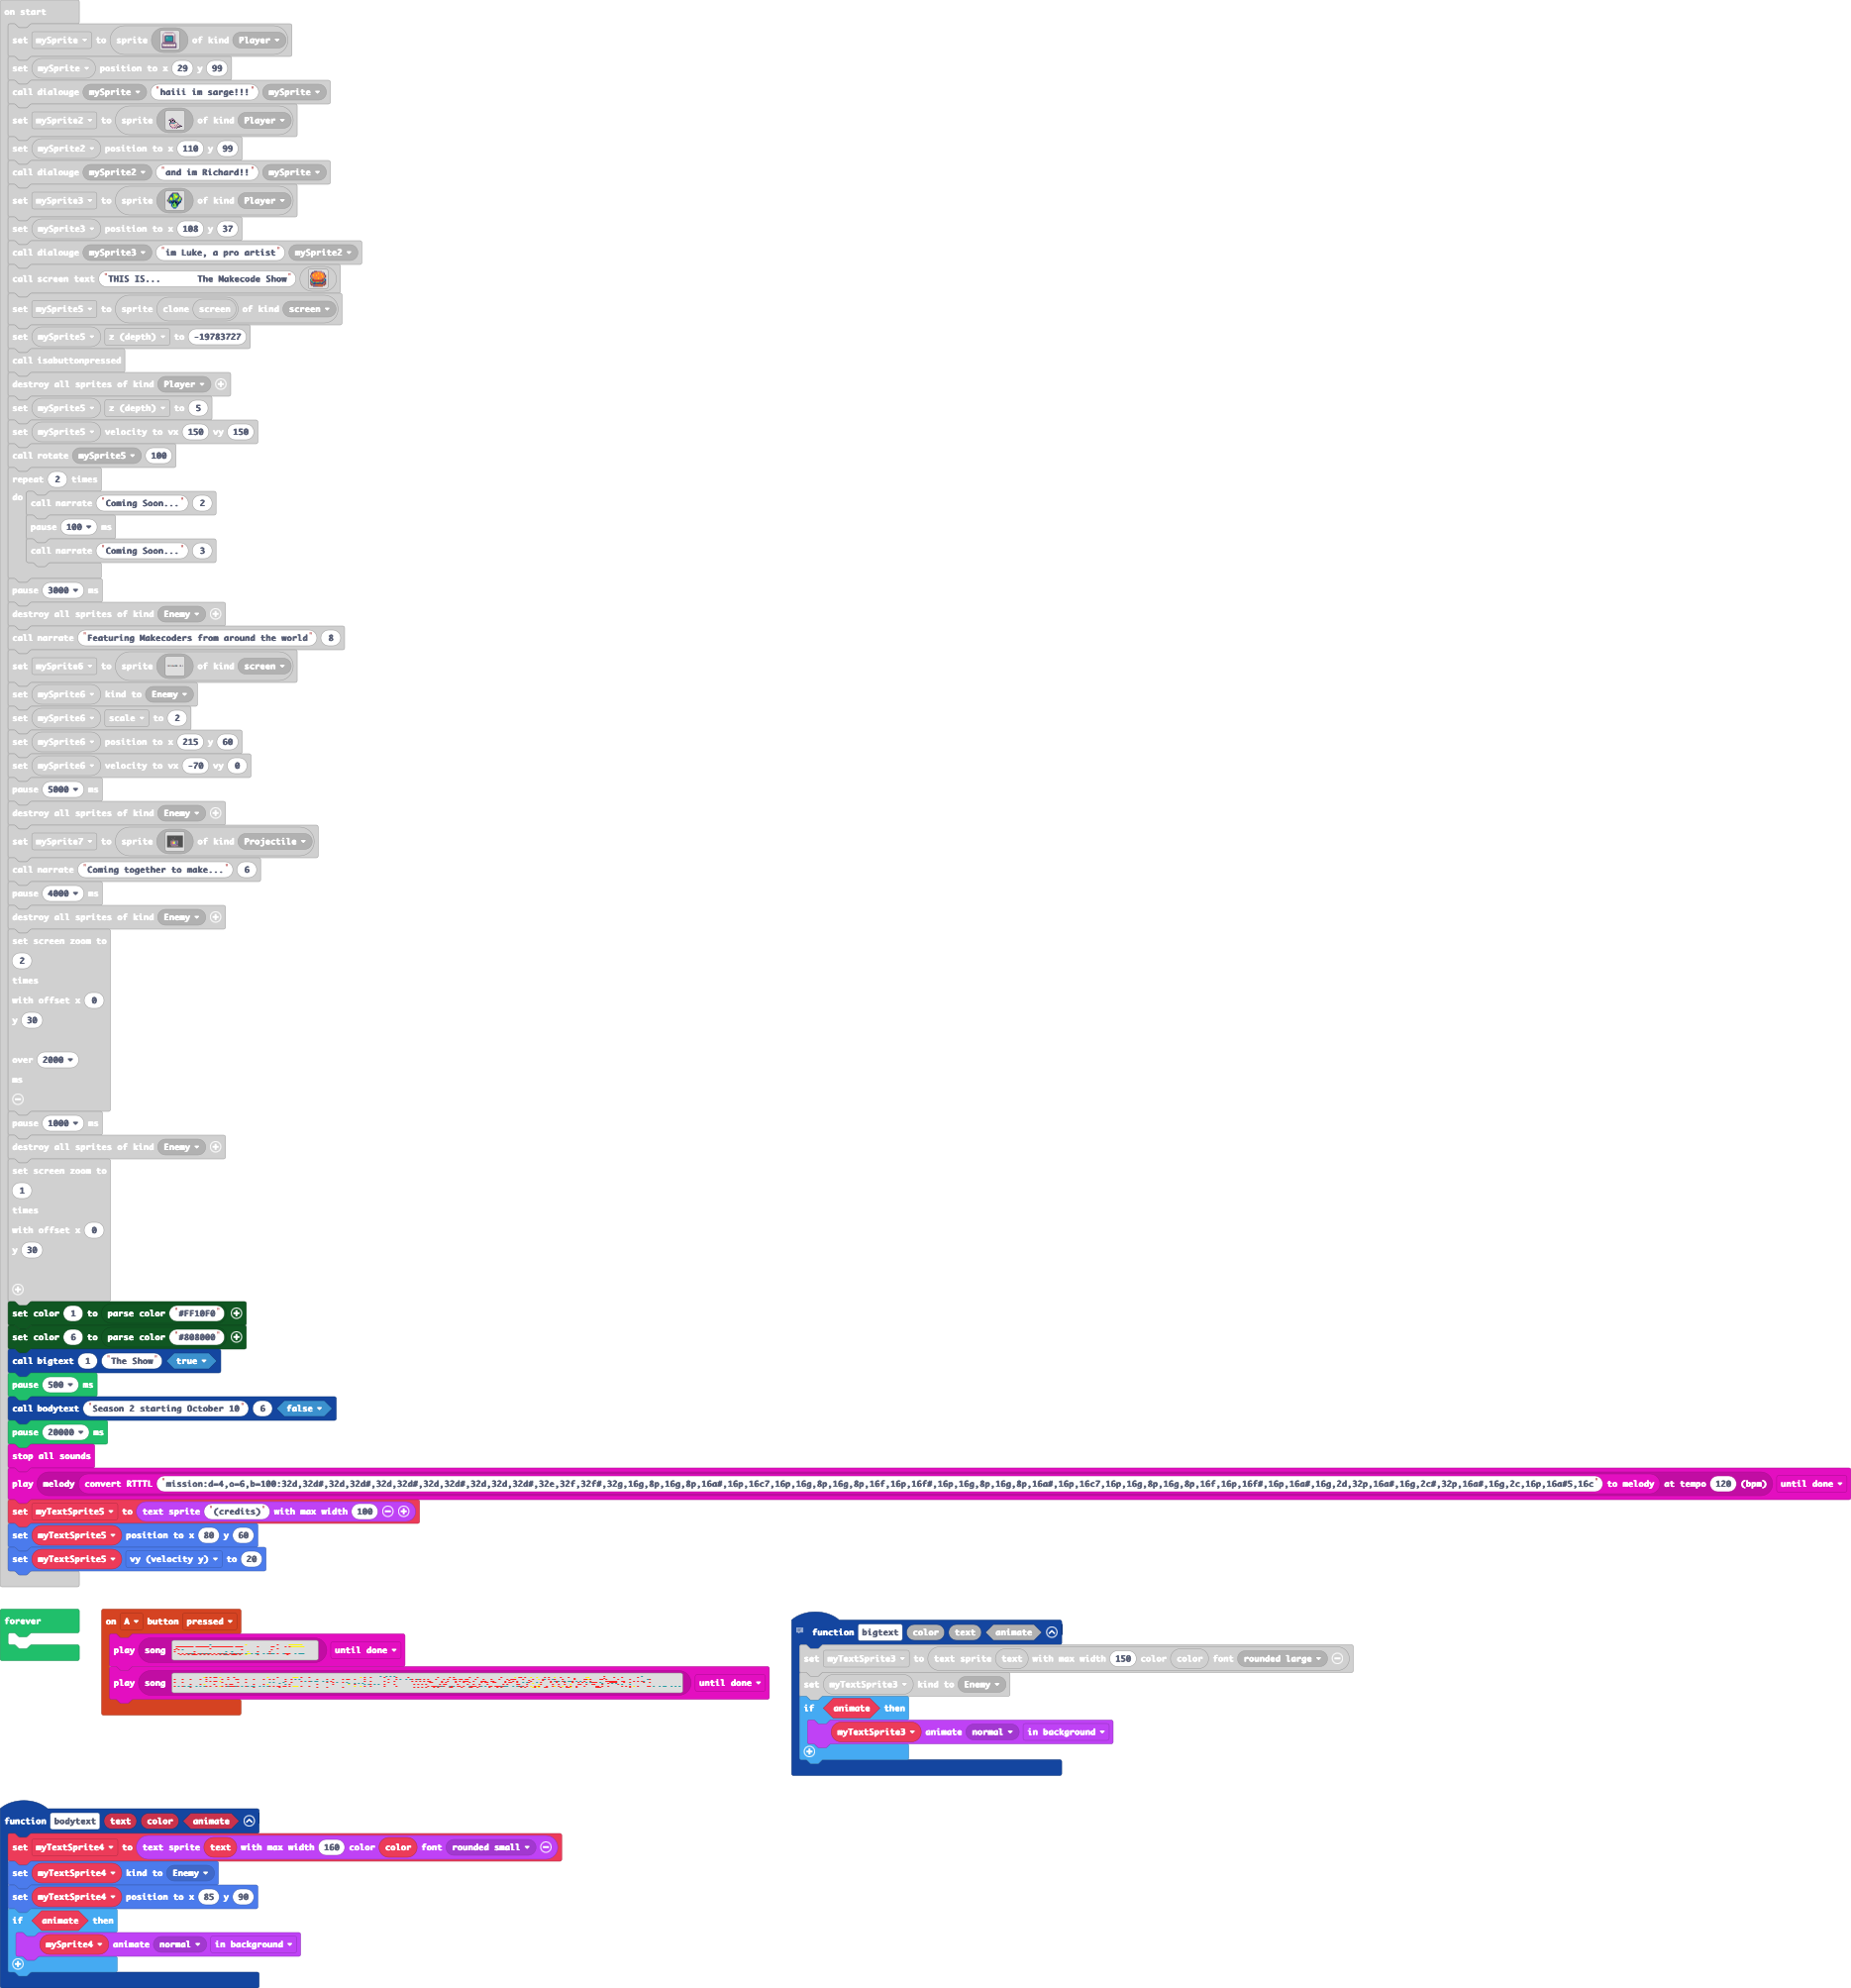 on start
set mySprite to sprite of kind Player
set mySprite position to x 29 y 99
call dialouge mySprite "haiii im sarge!!!" mySprite
set mySprite2 to sprite of kind Player
set mySprite2 position to x 110 y 99
call dialouge mySprite2 "and im Richard!!" mySprite
set mySprite3 to sprite of kind Player
set mySprite3 position to x 108 y 37
call dialouge mySprite3 "im Luke, a pro artist" mySprite2
call screen text "THIS IS... The Makecode Show"
set mySprite5 to sprite clone screen of kind screen
set mySprite5 z (depth) to -19783727
call isabuttonpressed
destroy all sprites of kind Player
set mySprite5 z (depth) to 5
set mySprite5 velocity to vx 150 vy 150
call rotate mySprite5 100
repeat 2 times
do call narrate "Coming Soon..." 2
pause 100 ms
call narrate "Coming Soon..." 3
pause 3000 ms
destroy all sprites of kind Enemy
call narrate "Featuring Makecoders from around the world" 8
set mySprite6 to sprite of kind screen
set mySprite6 kind to Enemy
set mySprite6 scale to 2
set mySprite6 position to x 215 y 60
set mySprite6 velocity to vx -70 vy 0
pause 5000 ms
destroy all sprites of kind Enemy
set mySprite7 to sprite of kind Projectile
call narrate "Coming together to make..." 6
pause 4000 ms
destroy all sprites of kind Enemy
set screen zoom to
2
times
with offset x 0
y 30
over 2000
ms
pause 1000 ms
destroy all sprites of kind Enemy
set screen zoom to
1
times
with offset x 0
y 30
set color 1 to parse color "#FF10F0"
set color 6 to parse color "#808000"
call bigtext 1 "The Show" true
pause 500 ms
call bodytext "Season 2 starting October 10" 6 false
pause 20000 ms
stop all sounds
play melody convert RTTTL "mission:d=4,o=6,b=100:32d,32d#,32d,32d#,32d,32d#,32d,32d#,32d,32d,32d#,32e,32f,32f#,32g,16g,8p,16g,8p,16a#,16p,16c7,16p,16g,8p,16g,8p,16f,16p,16f#,16p,16g,8p,16g,8p,16a#,16p,16c7,16p,16g,8p,16g,8p,16f,16p,16f#,16p,16a#,16g,2d,32p,16a#,16g,2c#,32p,16a#,16g,2c,16p,16a#5,16c" to melody at tempo 120 (bpm) until done
set myTextSprite5 to text sprite "(credits)" with max width 100
set myTextSprite5 position to x 80 y 60
set myTextSprite5 vy (velocity y) to 20
forever
on A button pressed
play song until done
play song until done
function bigtext color text animate
set myTextSprite3 to text sprite text with max width 150 color color font rounded large
set myTextSprite3 kind to Enemy
if animate then
myTextSprite3 animate normal in background
function bodytext text color animate
set myTextSprite4 to text sprite text with max width 160 color color font rounded small
set myTextSprite4 kind to Enemy
set myTextSprite4 position to x 85 y 90
if animate then
mySprite4 animate normal in background